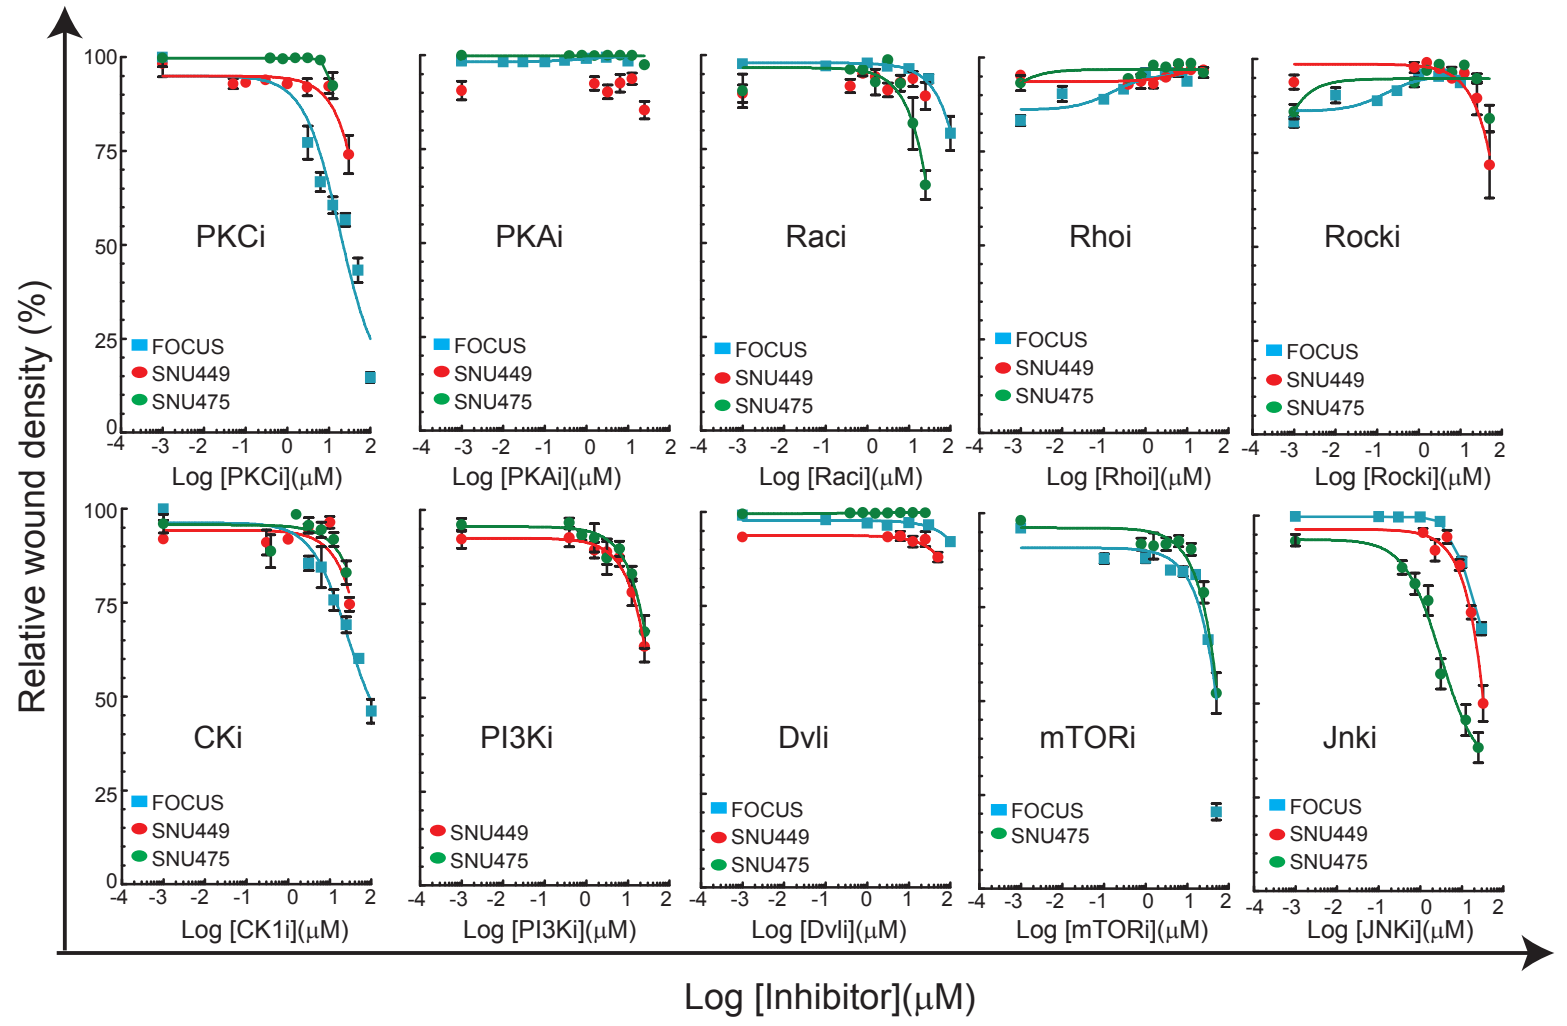 Relative wound density (%)
100
75
50
25
0
PKCi
FOCUS
SNU449
SNU475
-4 -3 -2 -1 0 1 2
Log [PKCi](μM)
PKAi
FOCUS
SNU449
SNU475
-4 -3 -2 -1 0 1 2
Log [PKAi](μM)
Raci
FOCUS
SNU449
SNU475
-4 -3 -2 -1 0 1 2
Log [Raci](μM)
Rhoi
FOCUS
SNU449
SNU475
-4 -3 -2 -1 0 1 2
Log [Rhoi](μM)
Rocki
FOCUS
SNU449
SNU475
-4 -3 -2 -1 0 1 2
Log [Rocki](μM)
100
75
50
25
0
CKi
FOCUS
SNU449
SNU475
-4 -3 -2 -1 0 1 2
Log [CK1i](μM)
PI3Ki
SNU449
SNU475
-4 -3 -2 -1 0 1 2
Log [PI3Ki](μM)
Dvli
FOCUS
SNU449
SNU475
-4 -3 -2 -1 0 1 2
Log [Dvli](μM)
mTORi
FOCUS
SNU475
-4 -3 -2 -1 0 1 2
Log [mTORi](μM)
Jnki
FOCUS
SNU449
SNU475
-4 -3 -2 -1 0 1 2
Log [JNKi](μM)
Log [Inhibitor](μM)